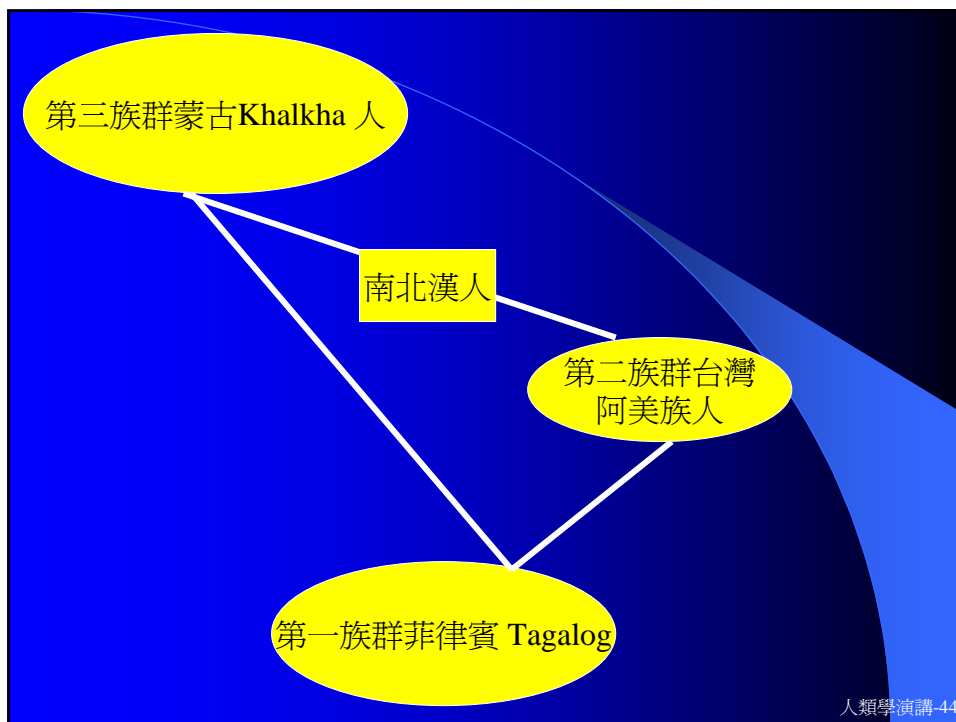 第三族群蒙古Khalkha 人
南北漢人
第二族群台灣
阿美族人
第一族群菲律賓 Tagalog
人類學演講-44